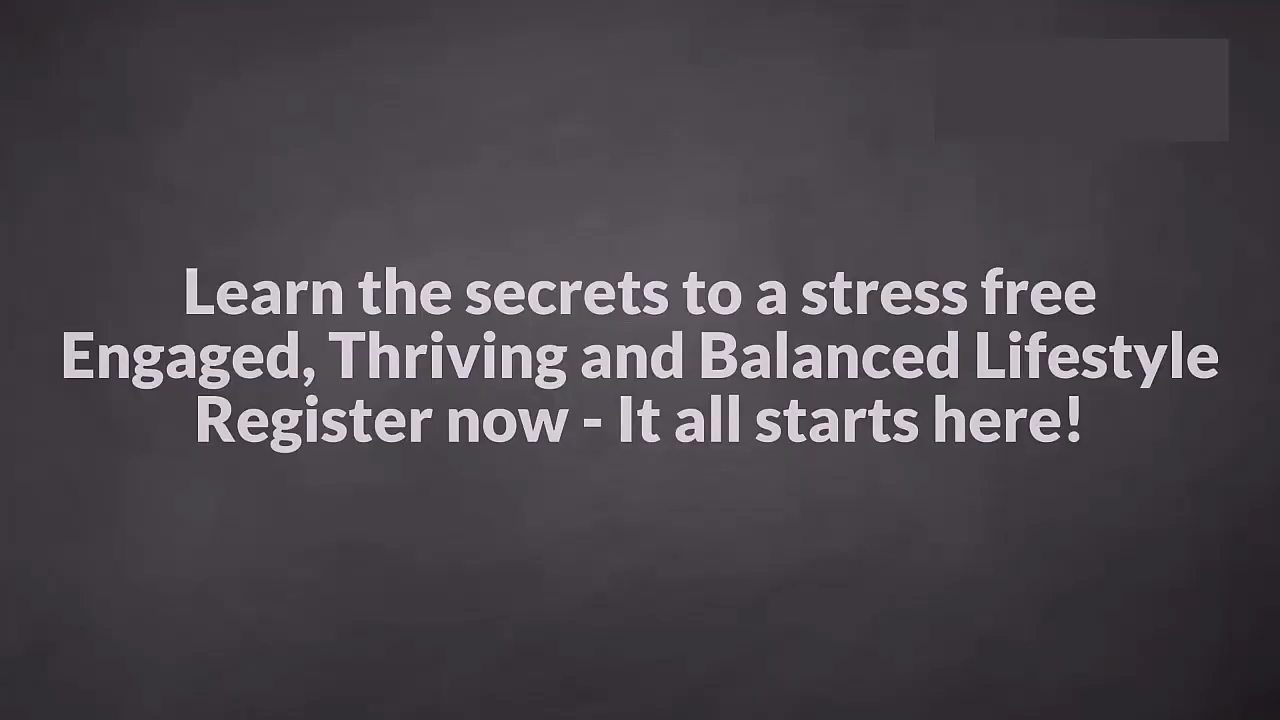 Learn the secrets to a stress free
Engaged, Thriving and Balanced Lifestyle
Register now - It all starts here!